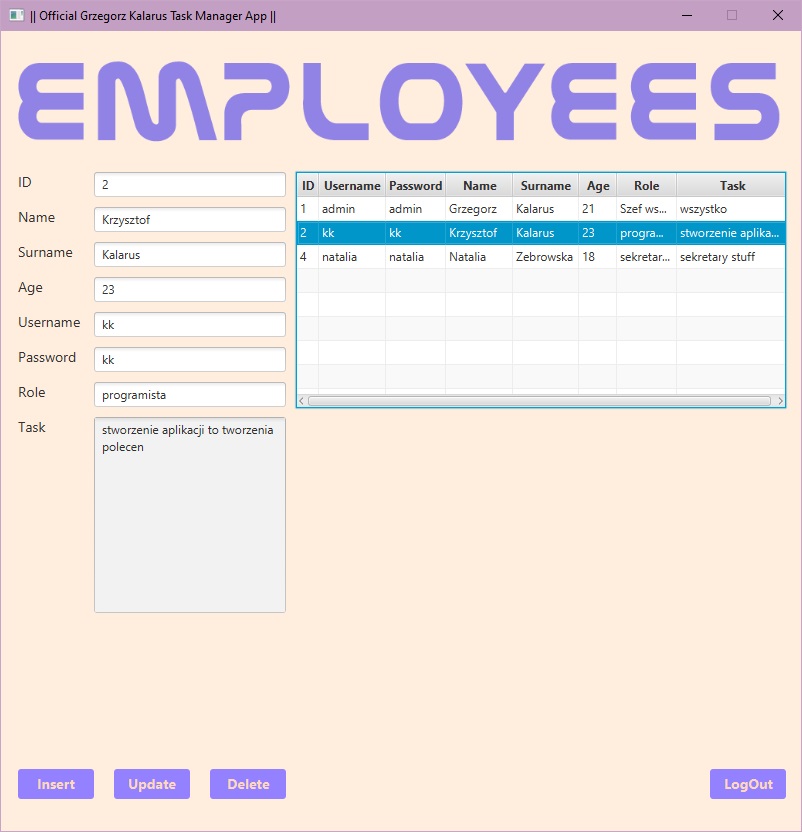 || Official Grzegorz Kalarus Task Manager App ||
EMPLOYEES
ID 2
Name Krzysztof
Surname Kalarus
Age 23
Username kk
Password kk
Role programista
Task stworzenie aplikacji to tworzenia
polecen
ID Username Password Name Surname Age Role Task
1 admin admin Grzegorz Kalarus 21 Szef ws... wszystko
2 kk kk Krzysztof Kalarus 23 progra... stworzenie aplika...
4 natalia natalia Natalia Zebrowska 18 sekretar... sekretary stuff
Insert Update Delete LogOut